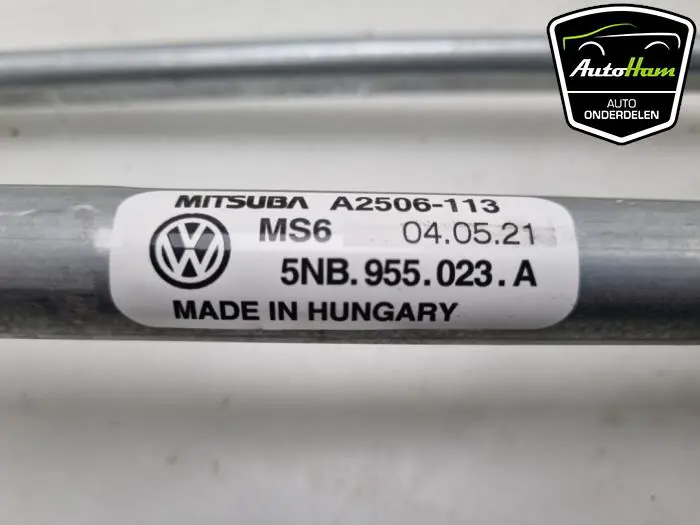 AutoHam
AUTO
ONDERDELEN
MITSUBA A2506-113
MS6 04.05.21
5NB.955.023.A
MADE IN HUNGARY